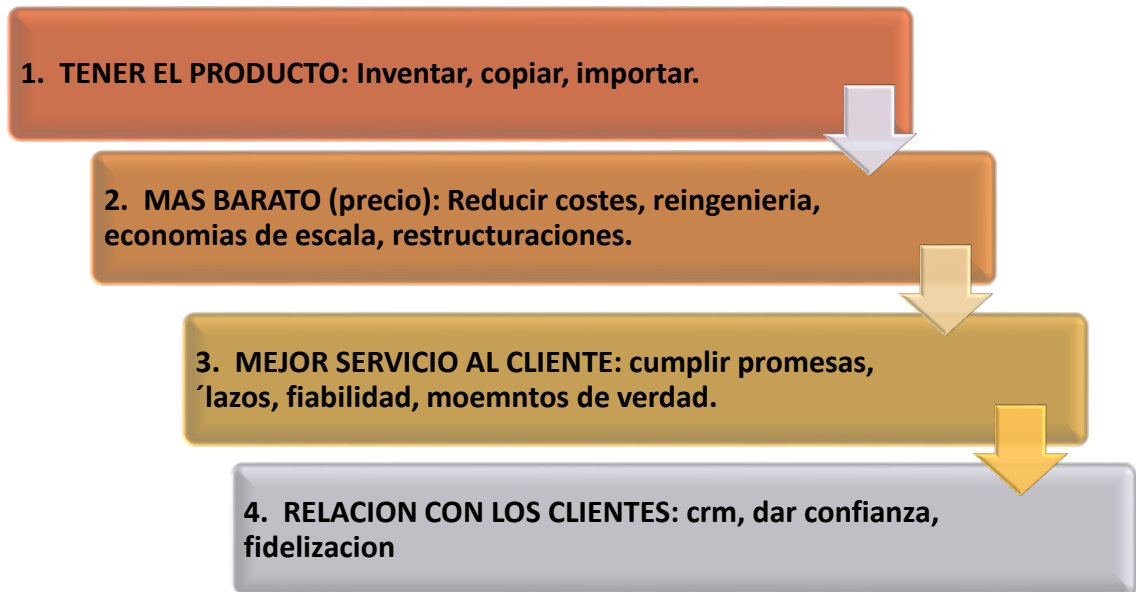 1. TENER EL PRODUCTO: Inventar, copiar, importar.
2. MAS BARATO (precio): Reducir costes, reingenieria,
economias de escala, restructuraciones.
3. MEJOR SERVICIO AL CLIENTE: cumplir promesas,
´lazos, fiabilidad, moemntos de verdad.
4. RELACION CON LOS CLIENTES: crm, dar confianza,
fidelizacion